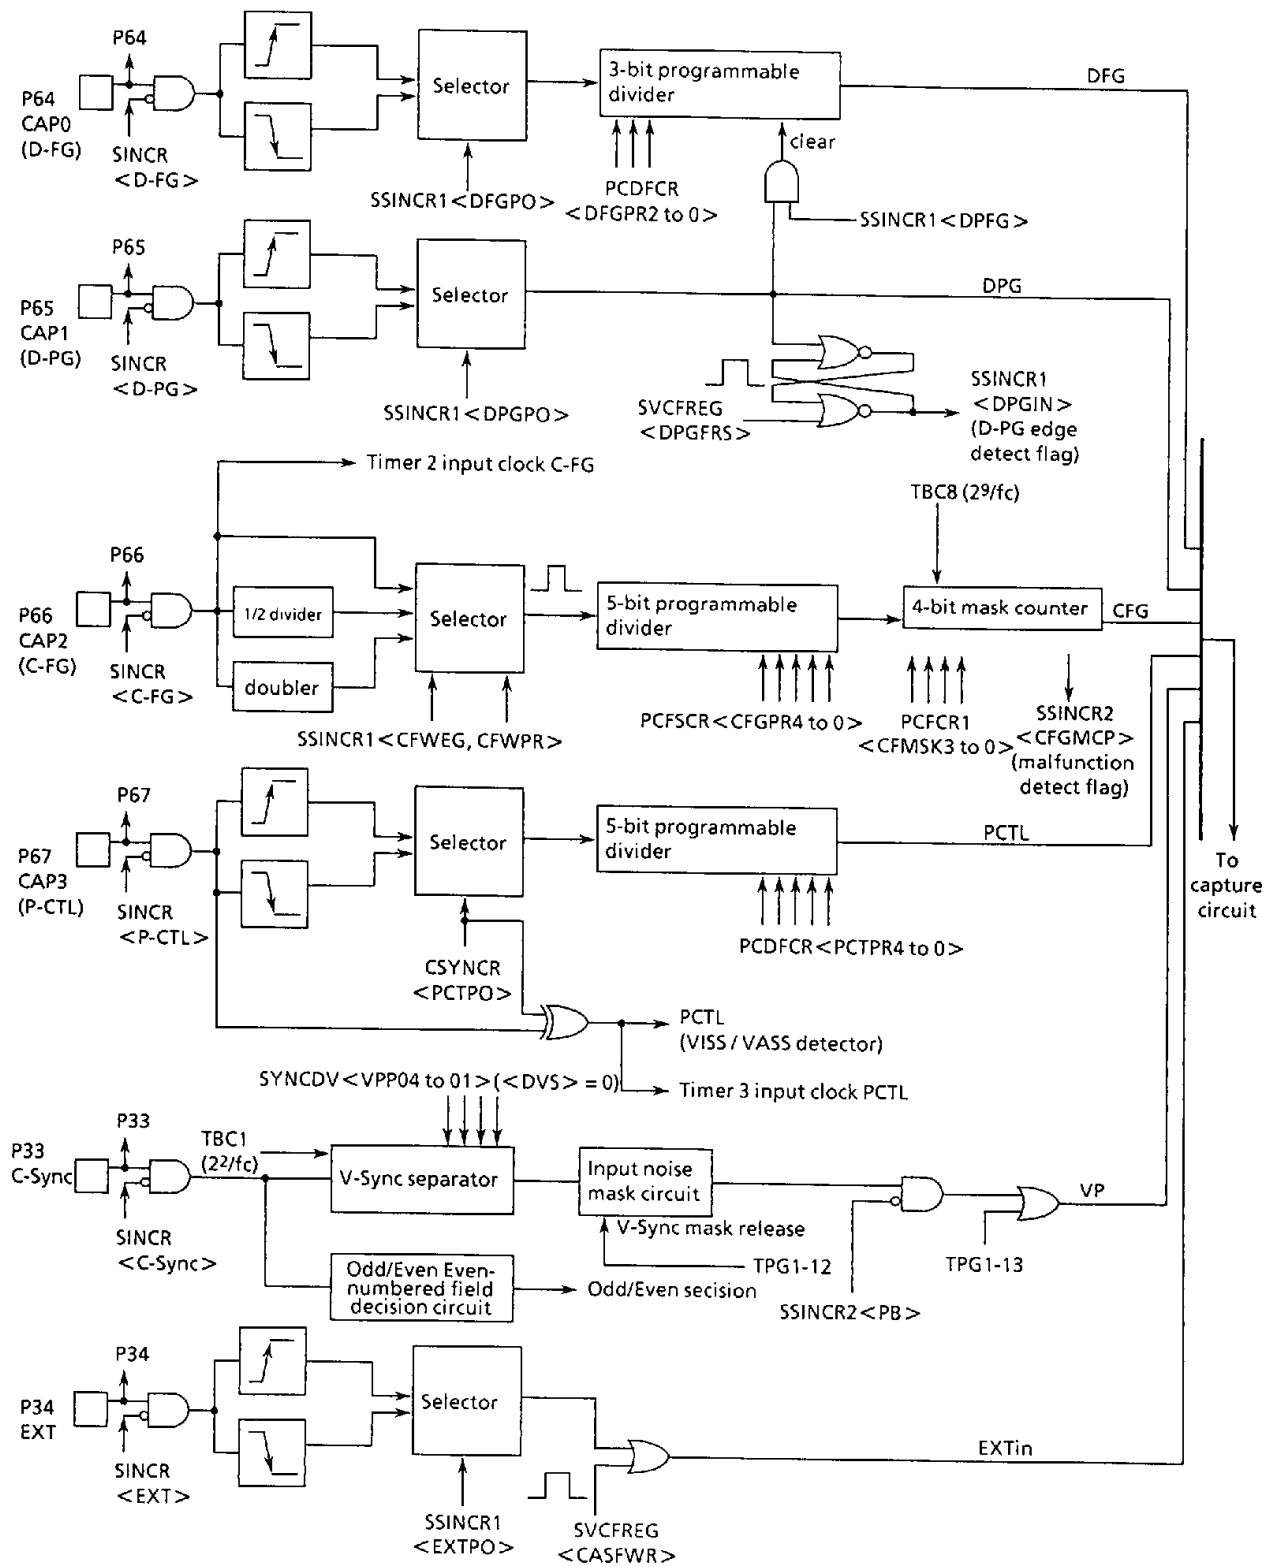 P64
P64
CAP0
(D-FG)
SINCR
<D-FG>
Selector
SSINCR1<DFGPO>
3-bit programmable
divider
PCDFCR
<DFGPR2 to 0>
clear
SSINCR1<DPFG>
DFG
P65
P65
CAP1
(D-PG)
SINCR
<D-PG>
Selector
SSINCR1<DPGPO>
DPG
SVCFREG
<DPGFRS>
SSINCR1
<DPGIN>
(D-PG edge
detect flag)
Timer 2 input clock C-FG
TBC8 (2⁹/fc)
P66
P66
CAP2
(C-FG)
SINCR
<C-FG>
1/2 divider
doubler
Selector
SSINCR1<CFWEG, CFWPR>
5-bit programmable
divider
PCFSCR<CFGPR4 to 0>
4-bit mask counter
CFG
PCFCR1
<CFMSK3 to 0>
SSINCR2
<CFGMCP>
(malfunction
detect flag)
P67
P67
CAP3
(P-CTL)
SINCR
<P-CTL>
Selector
CSYNCR
<PCTPO>
5-bit programmable
divider
PCDFCR<PCTPR4 to 0>
PCTL
To
capture
circuit
PCTL
(VISS / VASS detector)
Timer 3 input clock PCTL
SYNCDV<VPP04 to 01>(<DVS> = 0)
P33
P33
C-Sync
SINCR
<C-Sync>
TBC1
(2²/fc)
V-Sync separator
Input noise
mask circuit
V-Sync mask release
TPG1-12
VP
TPG1-13
SSINCR2<PB>
Odd/Even Even-
numbered field
decision circuit
Odd/Even secision
P34
P34
EXT
SINCR
<EXT>
Selector
SSINCR1
<EXTPO>
SVCFREG
<CASFWR>
EXTin